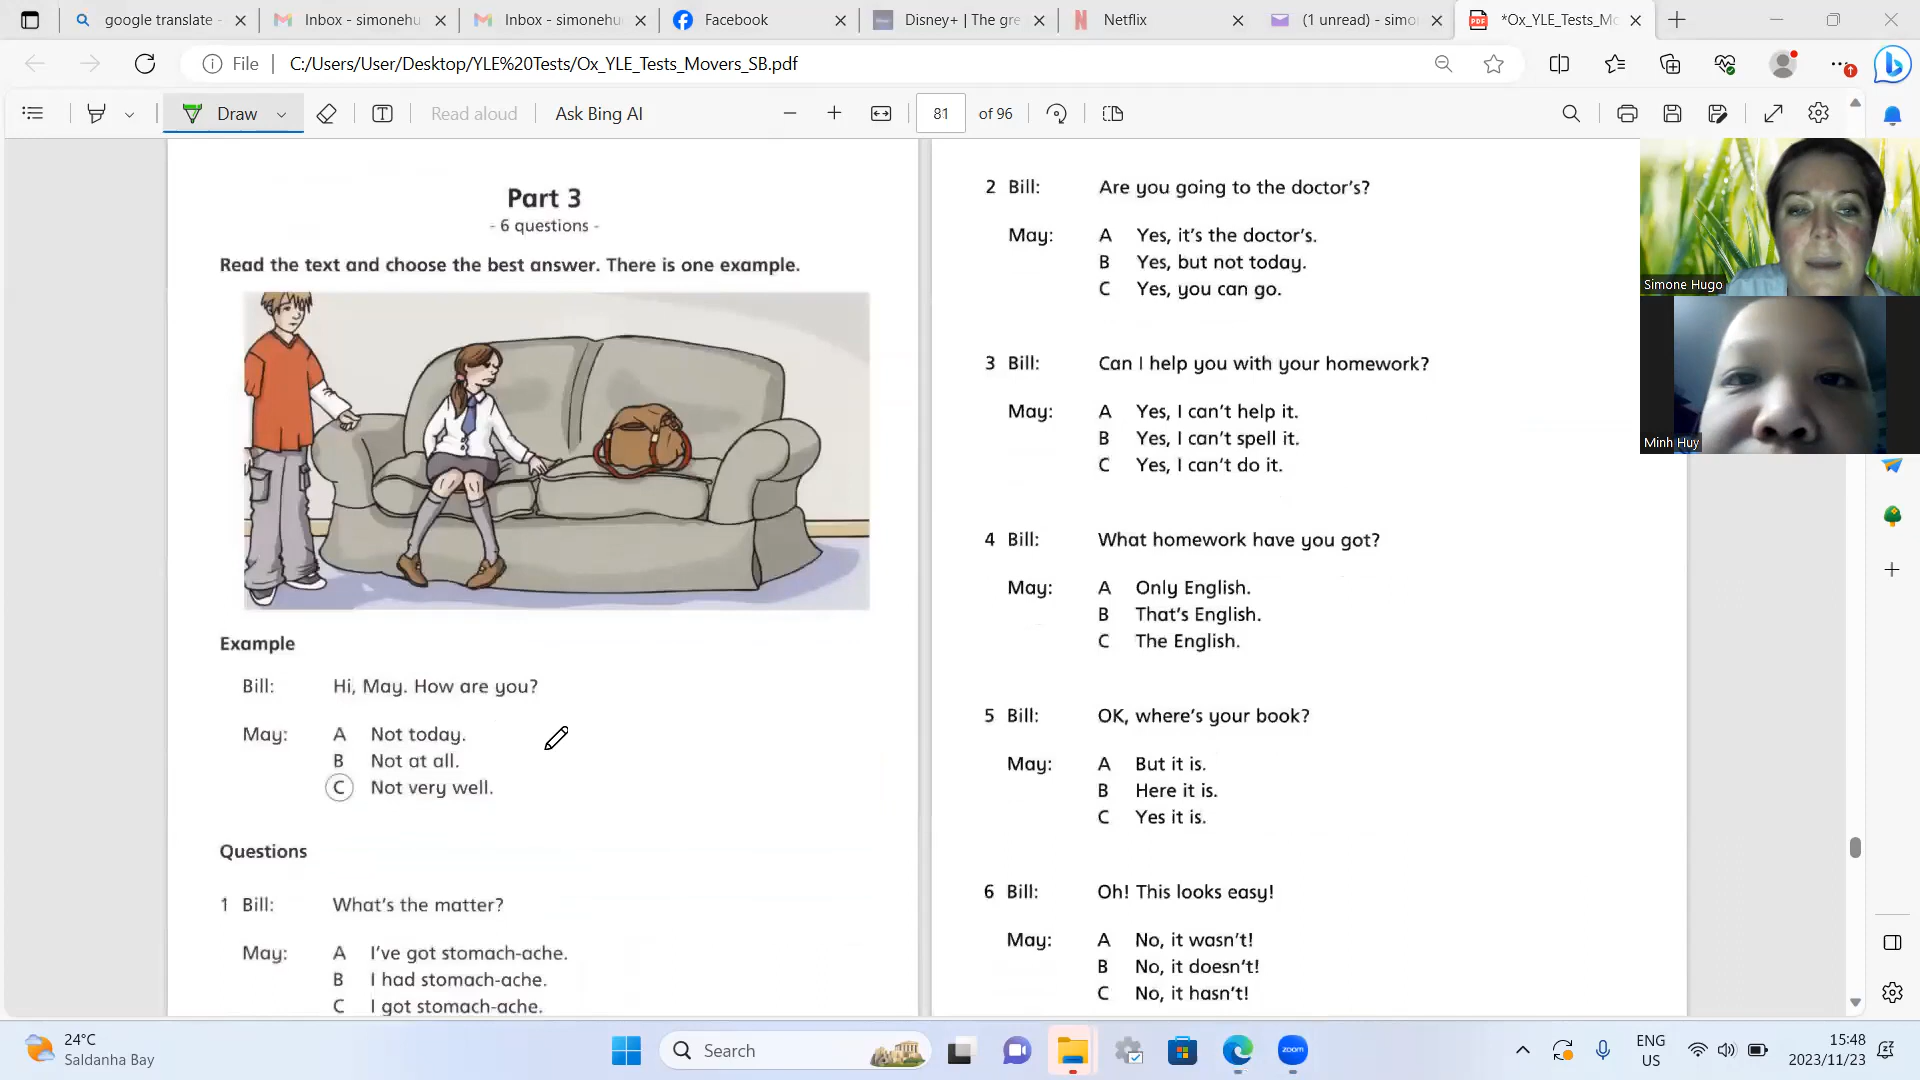 google translate -
Inbox - simonehu
Inbox - simonehu
Facebook
Disney+ | The gre
Netflix
(1 unread) - simo
*Ox_YLE_Tests_Mo
File
C:/Users/User/Desktop/YLE%20Tests/Ox_YLE_Tests_Movers_SB.pdf
Draw
Read aloud
Ask Bing AI
81
of 96
Part 3
- 6 questions -
Read the text and choose the best answer. There is one example.
Example
Bill: Hi, May. How are you?
May: A Not today.
B Not at all.
C Not very well.
Questions
1 Bill: What's the matter?
May: A I've got stomach-ache.
B I had stomach-ache.
C I got stomach-ache.
2 Bill: Are you going to the doctor's?
May: A Yes, it's the doctor's.
B Yes, but not today.
C Yes, you can go.
3 Bill: Can I help you with your homework?
May: A Yes, I can't help it.
B Yes, I can't spell it.
C Yes, I can't do it.
4 Bill: What homework have you got?
May: A Only English.
B That's English.
C The English.
5 Bill: OK, where's your book?
May: A But it is.
B Here it is.
C Yes it is.
6 Bill: Oh! This looks easy!
May: A No, it wasn't!
B No, it doesn't!
C No, it hasn't!
Simone Hugo
Minh Huy
24°C
Saldanha Bay
Search
zoom
ENG
US
15:48
2023/11/23